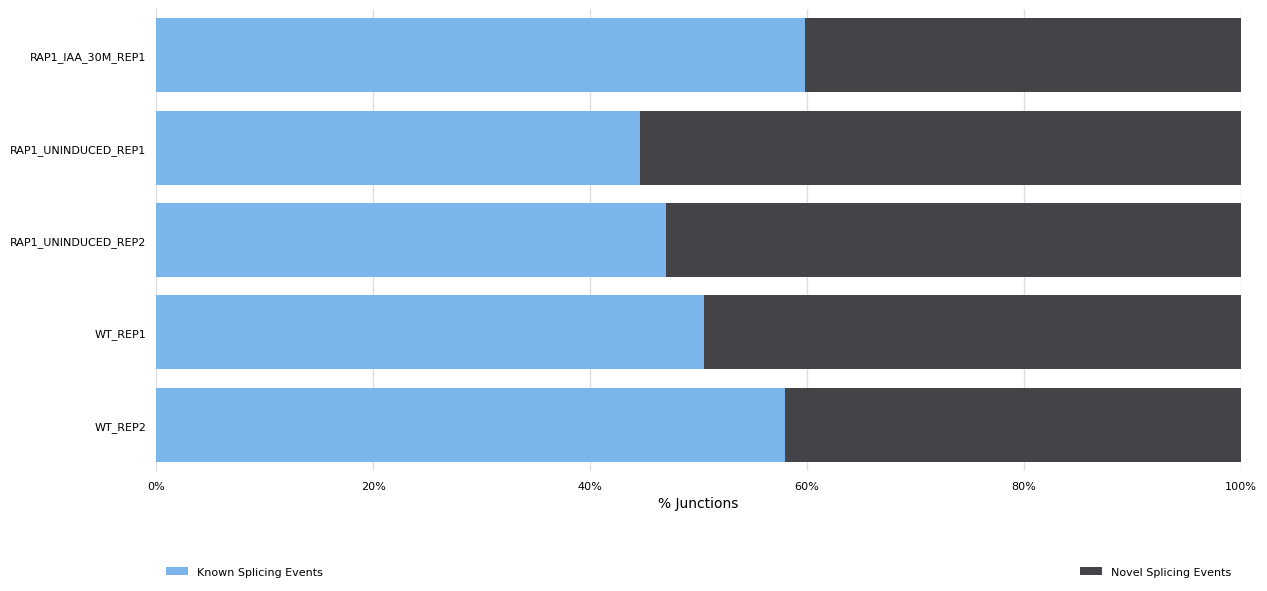 RAP1_IAA_30M_REP1
RAP1_UNINDUCED_REP1
RAP1_UNINDUCED_REP2
WT_REP1
WT_REP2
0% 20% 40% 60% 80% 100%
% Junctions
Known Splicing Events Novel Splicing Events